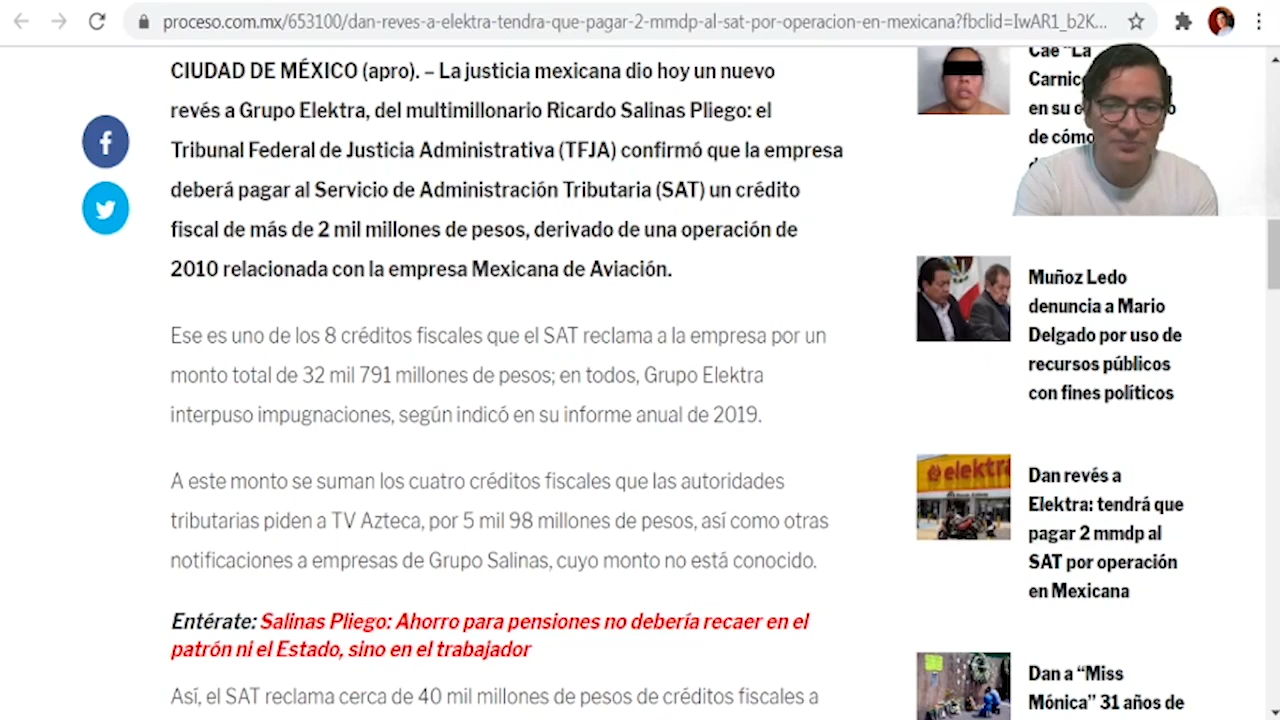 proceso.com.mx/653100/dan-reves-a-elektra-tendra-que-pagar-2-mmdp-al-sat-por-operacion-en-mexicana?fbclid=IwAR1_b2K...
CIUDAD DE MÉXICO (apro). – La justicia mexicana dio hoy un nuevo
revés a Grupo Elektra, del multimillonario Ricardo Salinas Pliego: el
Tribunal Federal de Justicia Administrativa (TFJA) confirmó que la empresa
deberá pagar al Servicio de Administración Tributaria (SAT) un crédito
fiscal de más de 2 mil millones de pesos, derivado de una operación de
2010 relacionada con la empresa Mexicana de Aviación.
Ese es uno de los 8 créditos fiscales que el SAT reclama a la empresa por un
monto total de 32 mil 791 millones de pesos; en todos, Grupo Elektra
interpuso impugnaciones, según indicó en su informe anual de 2019.
A este monto se suman los cuatro créditos fiscales que las autoridades
tributarias piden a TV Azteca, por 5 mil 98 millones de pesos, así como otras
notificaciones a empresas de Grupo Salinas, cuyo monto no está conocido.
Entérate: Salinas Pliego: Ahorro para pensiones no debería recaer en el
patrón ni el Estado, sino en el trabajador
Así, el SAT reclama cerca de 40 mil millones de pesos de créditos fiscales a
Cae “La
en su
de cómo
Muñoz Ledo
denuncia a Mario
Delgado por uso de
recursos públicos
con fines políticos
elektra
Dan revés a
Elektra: tendrá que
pagar 2 mmdp al
SAT por operación
en Mexicana
Dan a “Miss
Mónica” 31 años de